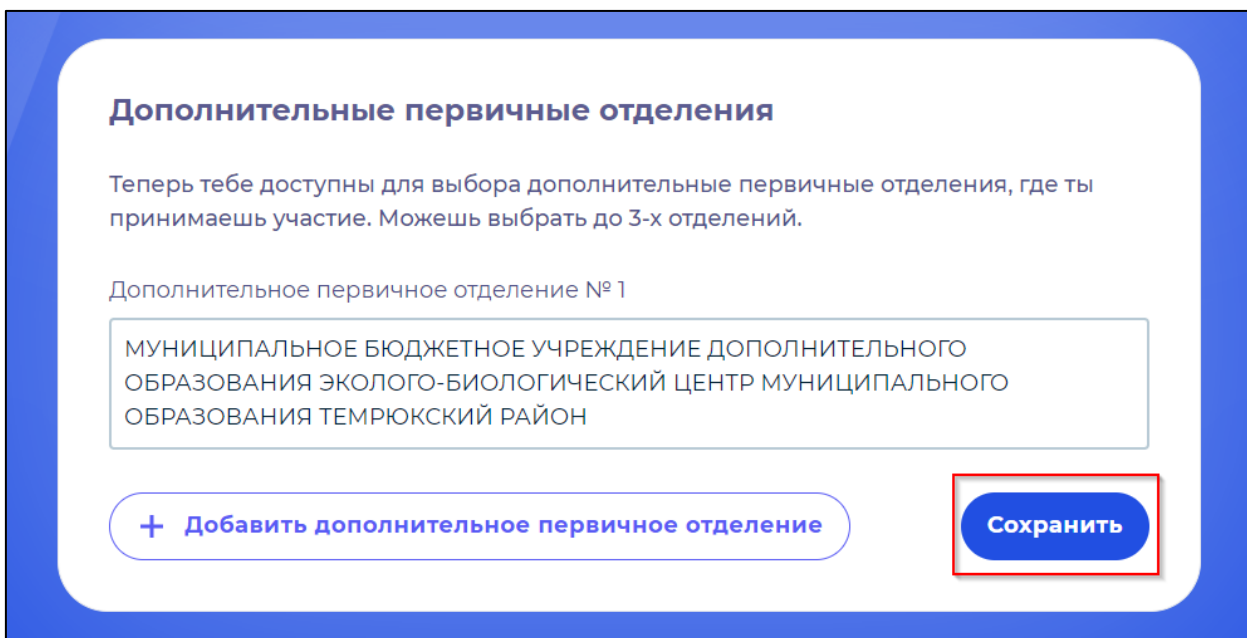 Дополнительные первичные отделения
Теперь тебе доступны для выбора дополнительные первичные отделения, где ты
принимаешь участие. Можешь выбрать до 3-х отделений.
Дополнительное первичное отделение № 1
МУНИЦИПАЛЬНОЕ БЮДЖЕТНОЕ УЧРЕЖДЕНИЕ ДОПОЛНИТЕЛЬНОГО
ОБРАЗОВАНИЯ ЭКОЛОГО-БИОЛОГИЧЕСКИЙ ЦЕНТР МУНИЦИПАЛЬНОГО
ОБРАЗОВАНИЯ ТЕМРЮКСКИЙ РАЙОН
+ Добавить дополнительное первичное отделение
Сохранить